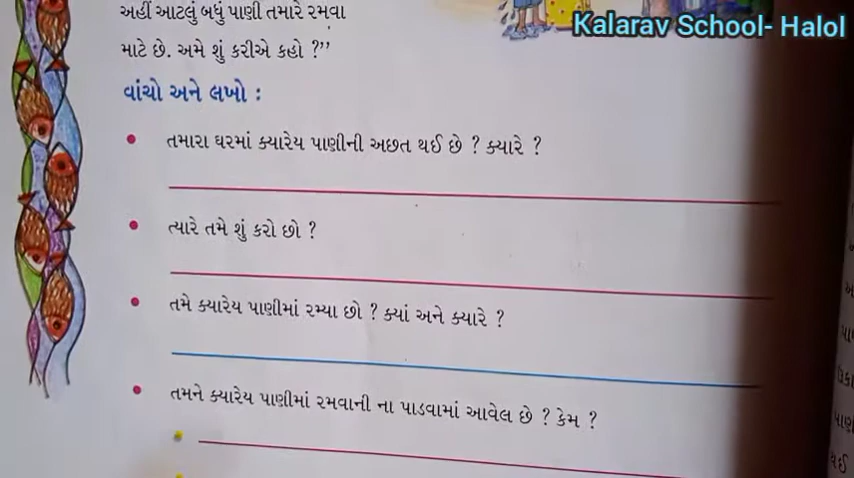 અહીં આટલું બધું પાણી તમારે રમવા
Kalarav School- Halol
માટે છે. અમે શું કરીએ કહો ?”
વાંચો અને લખો :
• તમારા ઘરમાં ક્યારેય પાણીની અછત થઈ છે ? ક્યારે ?
• ત્યારે તમે શું કરો છો ?
• તમે ક્યારેય પાણીમાં રમ્યા છો ? ક્યાં અને ક્યારે ?
• તમને ક્યારેય પાણીમાં રમવાની ના પાડવામાં આવેલ છે ? કેમ ?